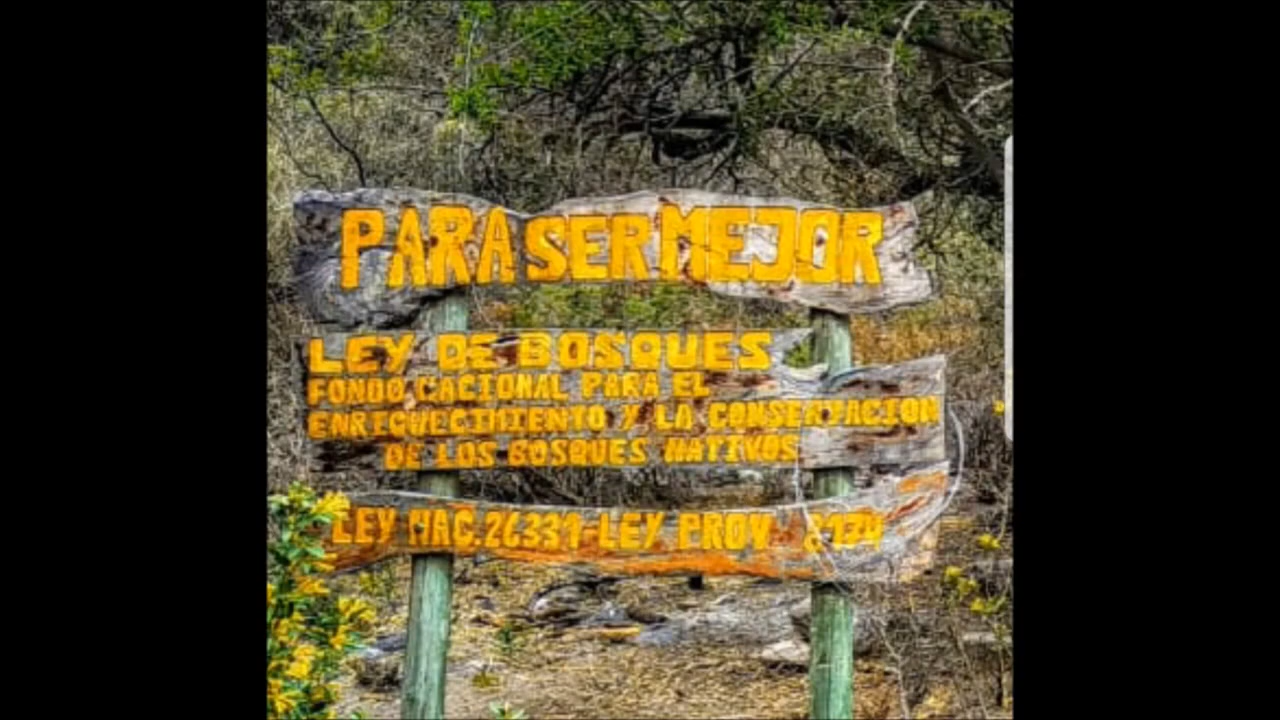 PARA SER MEJOR
LEY DE BOSQUES
FONDO NACIONAL PARA EL
ENRIQUECIMIENTO Y LA CONSERVACION
DE LOS BOSQUES NATIVOS
LEY NAC. 26331-LEY PROV. 8174